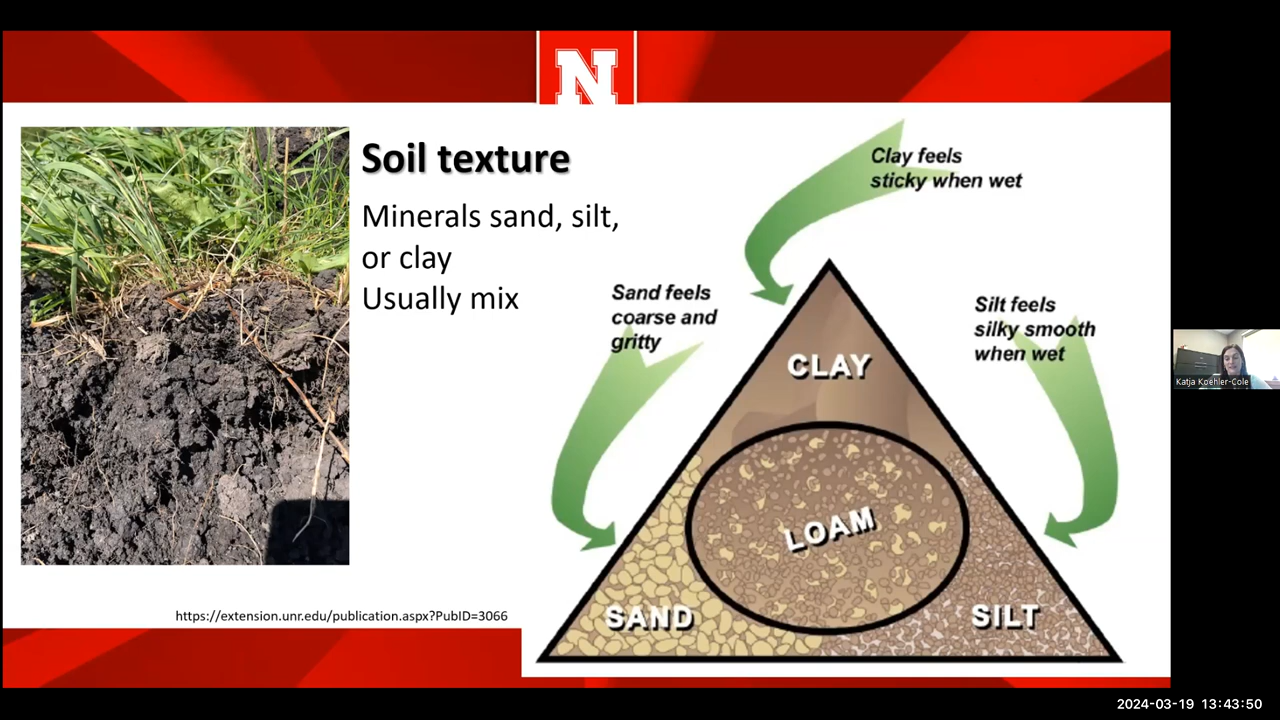 N
Soil texture
Minerals sand, silt,
or clay
Usually mix
Clay feels
sticky when wet
Sand feels
coarse and
gritty
Silt feels
silky smooth
when wet
CLAY
LOAM
SAND
SILT
https://extension.unr.edu/publication.aspx?PubID=3066
Katja Koehler-Cole
2024-03-19 13:43:50